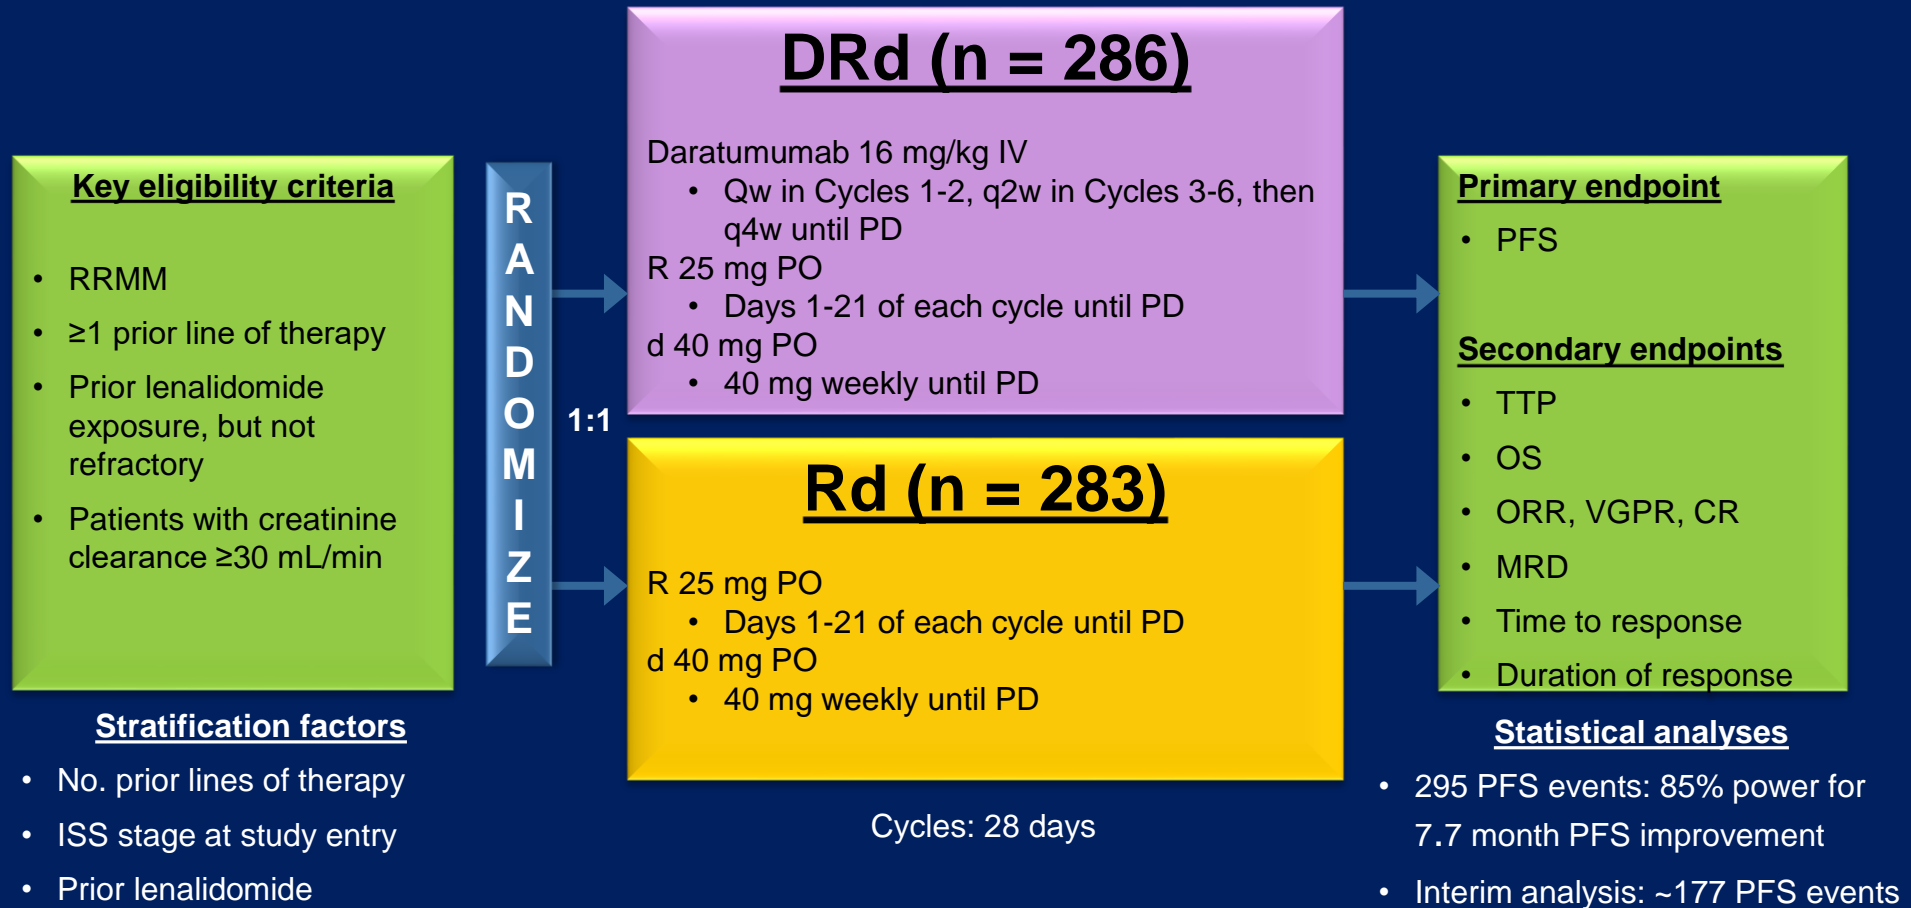 Key eligibility criteria
• RRMM
• ≥1 prior line of therapy
• Prior lenalidomide
exposure, but not
refractory
• Patients with creatinine
clearance ≥30 mL/min
Stratification factors
• No. prior lines of therapy
• ISS stage at study entry
• Prior lenalidomide
R
A
N
D
O
M
I
Z
E
1:1
DRd (n = 286)
Daratumumab 16 mg/kg IV
• Qw in Cycles 1-2, q2w in Cycles 3-6, then
q4w until PD
R 25 mg PO
• Days 1-21 of each cycle until PD
d 40 mg PO
• 40 mg weekly until PD
Rd (n = 283)
R 25 mg PO
• Days 1-21 of each cycle until PD
d 40 mg PO
• 40 mg weekly until PD
Cycles: 28 days
Primary endpoint
• PFS
Secondary endpoints
• TTP
• OS
• ORR, VGPR, CR
• MRD
• Time to response
• Duration of response
Statistical analyses
• 295 PFS events: 85% power for
7.7 month PFS improvement
• Interim analysis: ~177 PFS events